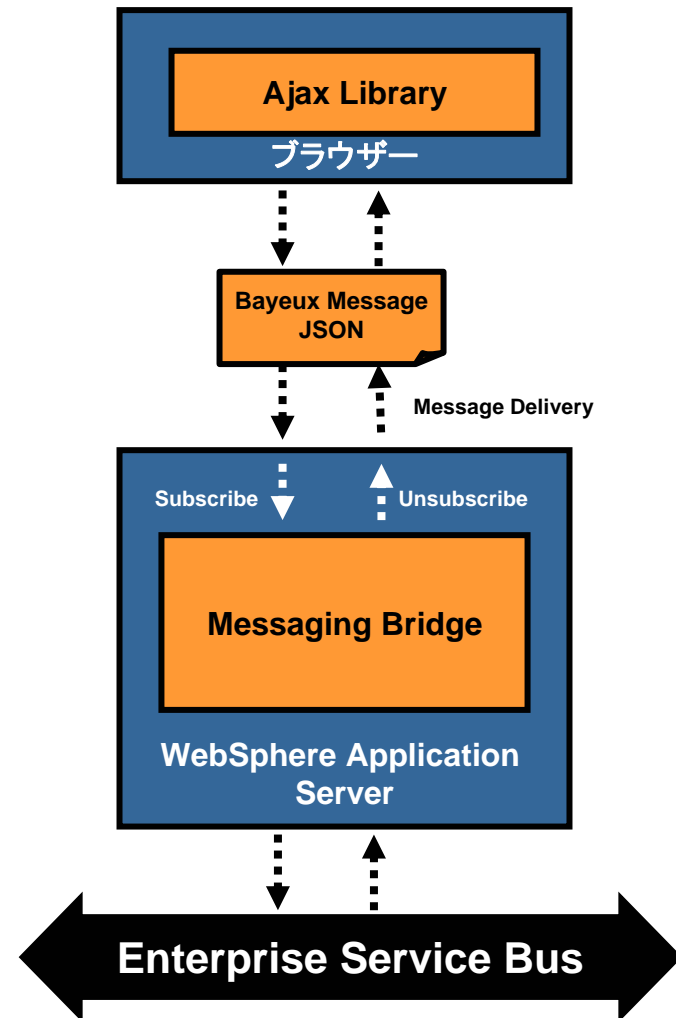 Ajax Library
ブラウザー
Bayeux Message
JSON
Message Delivery
Subscribe
Unsubscribe
Messaging Bridge
WebSphere Application
Server
Enterprise Service Bus